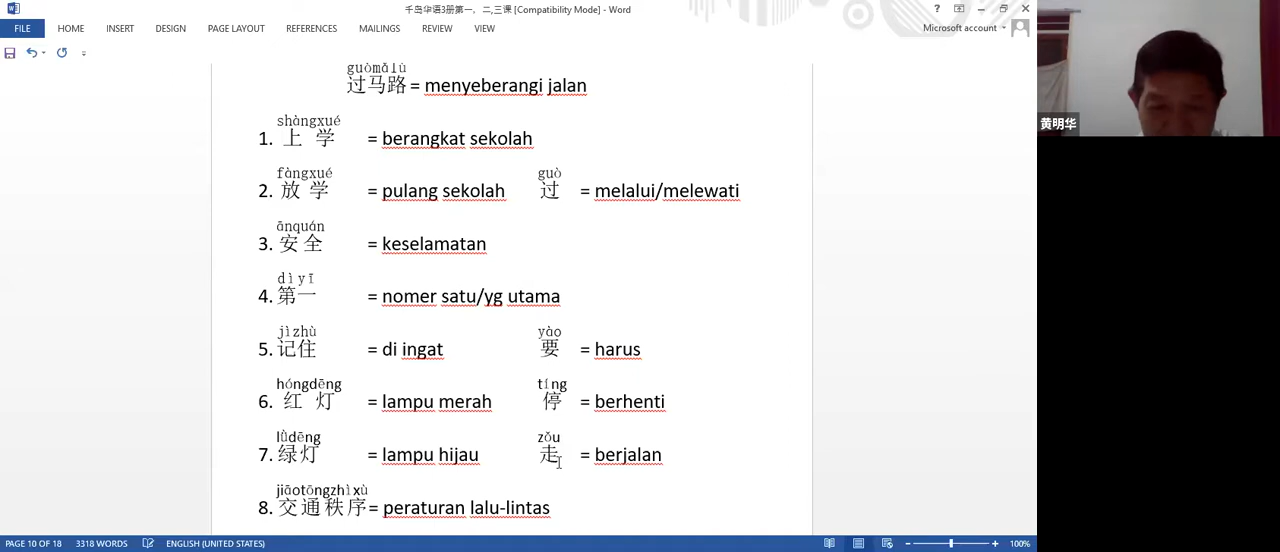 千岛华语3册第一．二,三课 [Compatibility Mode] - Word
FILE HOME INSERT DESIGN PAGE LAYOUT REFERENCES MAILINGS REVIEW VIEW Microsoft account
guòmǎlù
过马路 = menyeberangi jalan
shàngxué
1. 上学 = berangkat sekolah
fàngxué guò
2. 放学 = pulang sekolah 过 = melalui/melewati
ānquán
3. 安全 = keselamatan
dìyī
4. 第一 = nomer satu/yg utama
jìzhù yào
5. 记住 = di ingat 要 = harus
hóngdēng tíng
6. 红灯 = lampu merah 停 = berhenti
lǜdēng zǒu
7. 绿灯 = lampu hijau 走 = berjalan
jiāotōngzhìxù
8. 交通秩序= peraturan lalu-lintas
黄明华
PAGE 10 OF 18 3318 WORDS ENGLISH (UNITED STATES) 100%